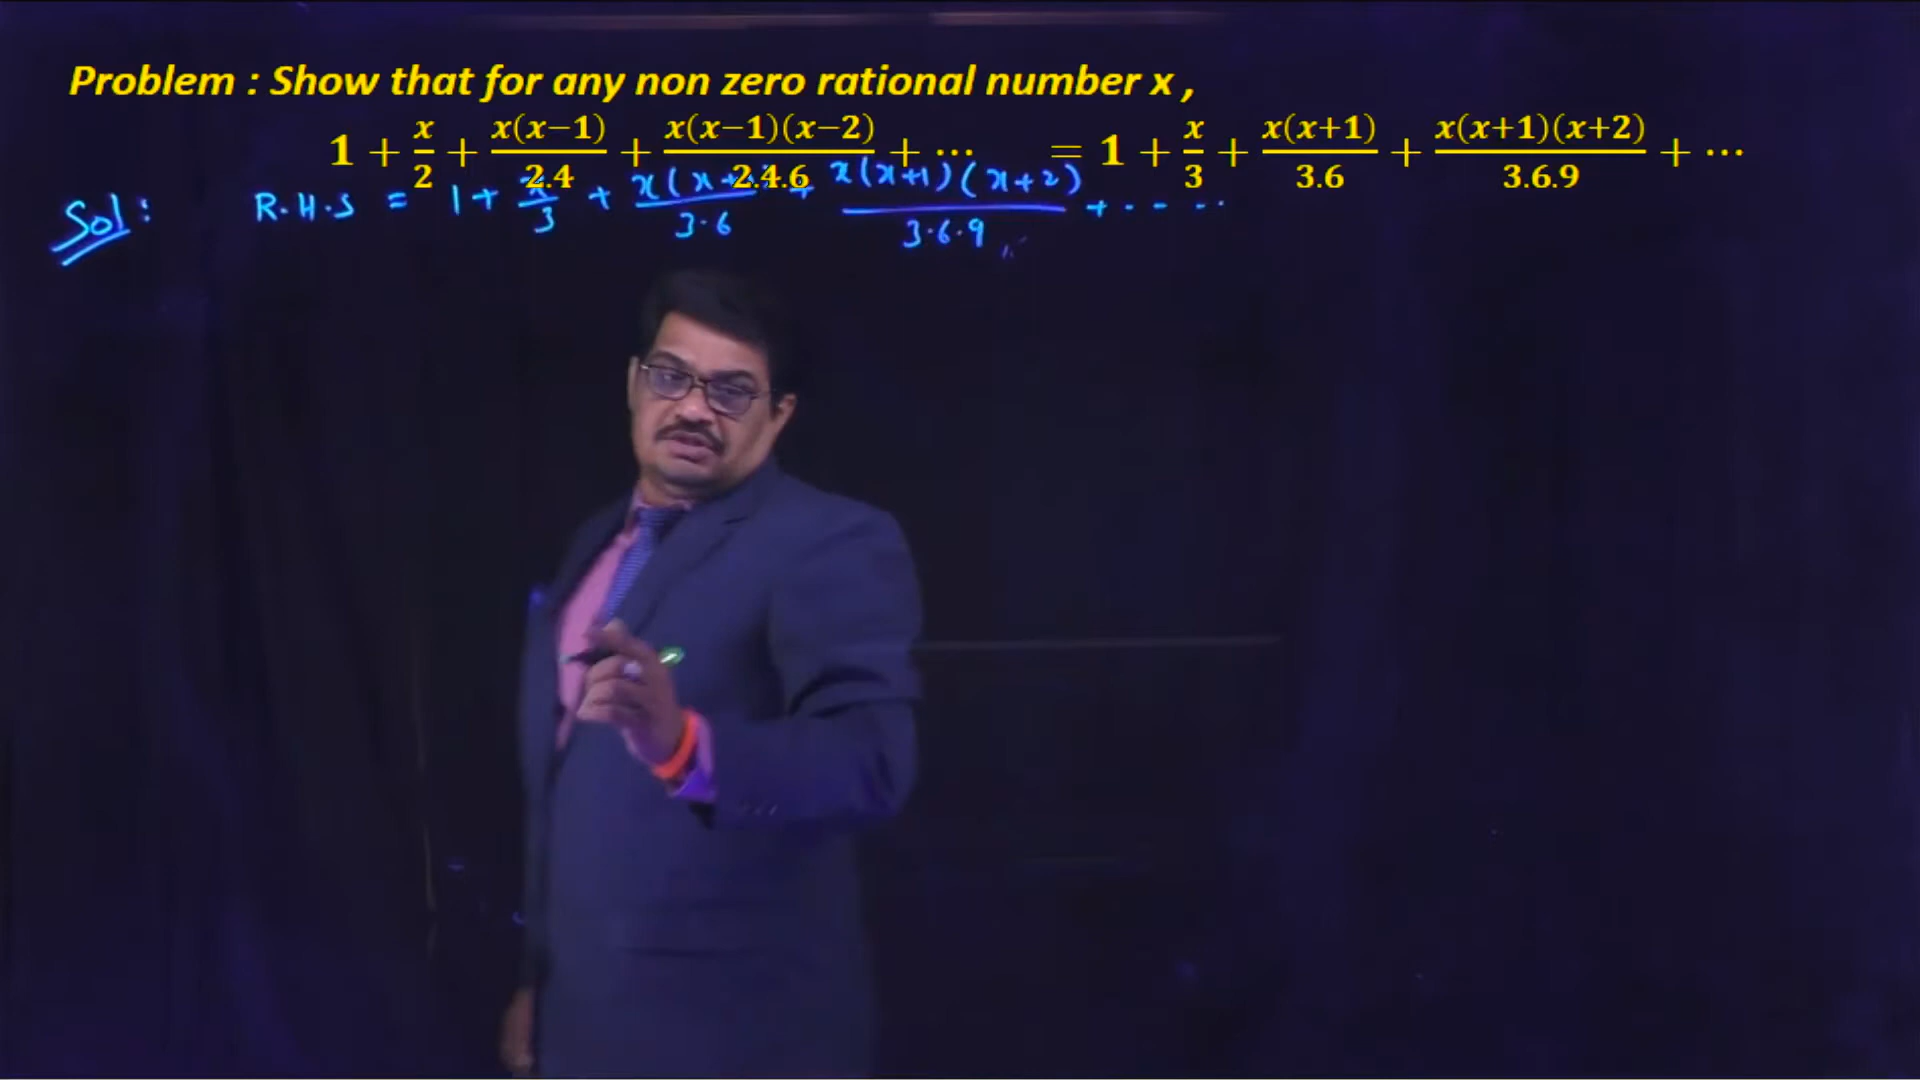 Problem : Show that for any non zero rational number x ,
1 + x/2 + x(x−1)/2.4 + x(x−1)(x−2)/2.4.6 + ⋯ = 1 + x/3 + x(x+1)/3.6 + x(x+1)(x+2)/3.6.9 + ⋯
Sol : R.H.S = 1 + x/3 + x(x+1)/3·6 + x(x+1)(x+2)/3·6·9 + - - - -